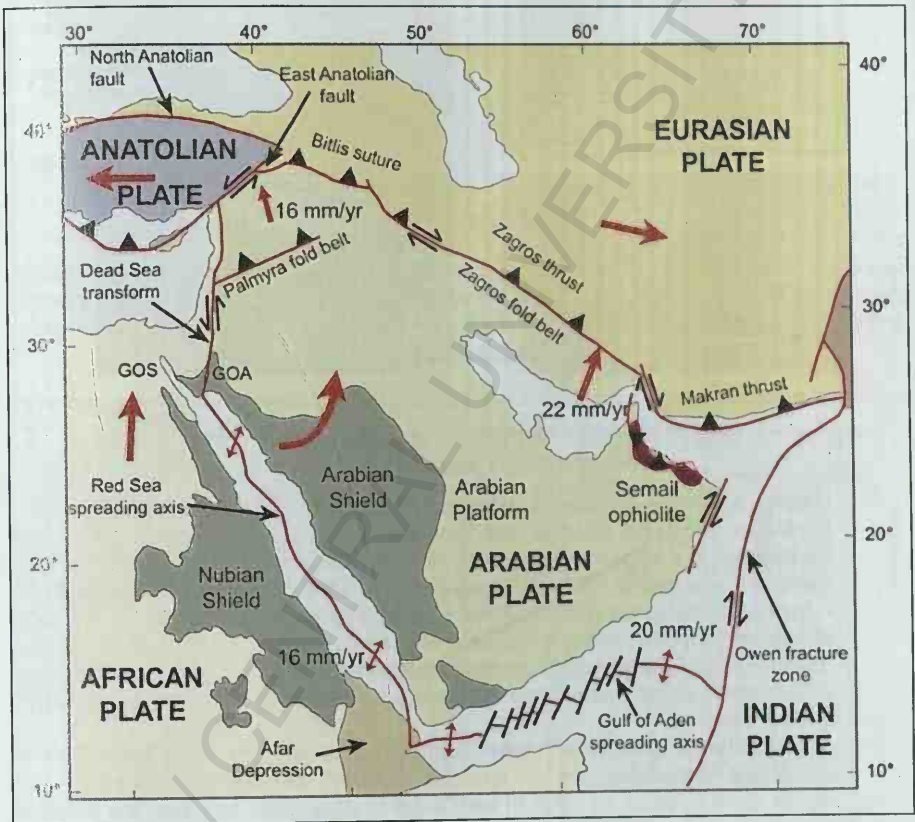 30°
40°
50°
70°
North Anatolian
fault
East Anatolian
fault
40°
40°
ANATOLIAN
PLATE
Bitlis suture
EURASIAN
PLATE
16 mm/yr
Dead Sea
transform
Palmyra fold belt
Zagros thrust
Zagros fold belt
30°
30°
GOS
GOA
22 mm/yr
Makran thrust
Red Sea
spreading axis
Arabian
Shield
Arabian
Platform
Semail
ophiolite
20°
20°
Nubian
Shield
ARABIAN
PLATE
16 mm/yr
20 mm/yr
Owen fracture
zone
AFRICAN
PLATE
Gulf of Aden
spreading axis
INDIAN
PLATE
Afar
Depression
10°
10°
CENTRAL UNIVERSIT